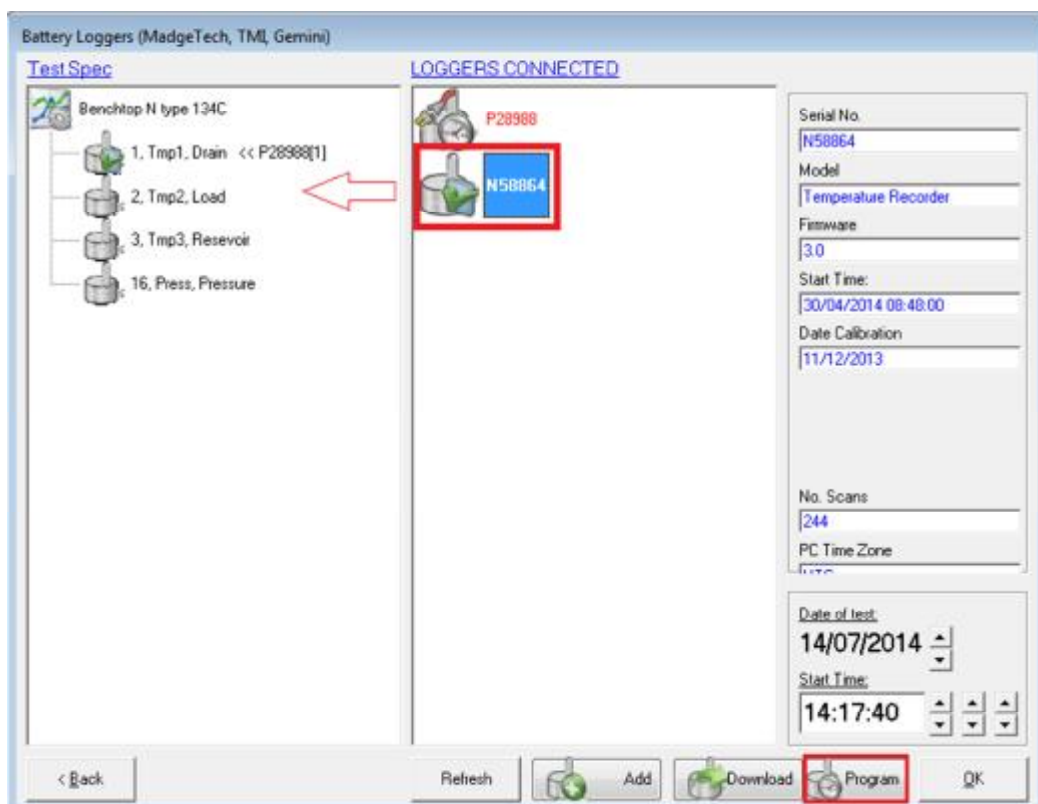 Battery Loggers (MadgeTech, TMI, Gemini)
Test Spec
Benchtop N type 134C
1, Tmp1, Drain << P28988[1]
2, Tmp2, Load
3, Tmp3, Resevoir
16, Press, Pressure
LOGGERS CONNECTED
P28988
N58864
Serial No.
N58864
Model
Temperature Recorder
Firmware
3.0
Start Time:
30/04/2014 08:48:00
Date Calibration
11/12/2013
No. Scans
244
PC Time Zone
Date of test:
14/07/2014
Start Time:
14:17:40
< Back
Refresh
Add
Download
Program
OK